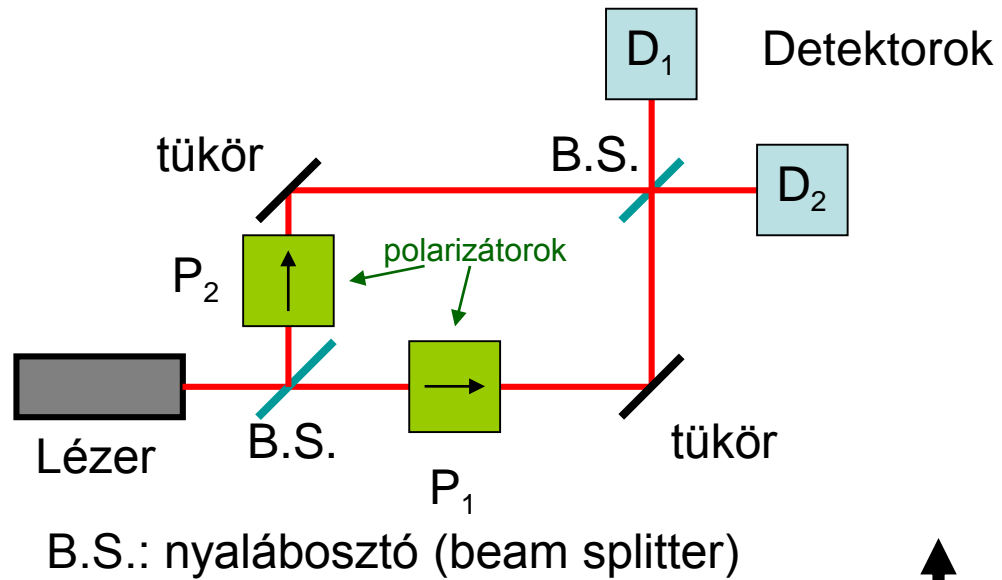 D₁
Detektorok
tükör
B.S.
D₂
polarizátorok
P₂
Lézer
B.S.
tükör
P₁
B.S.: nyalábosztó (beam splitter)